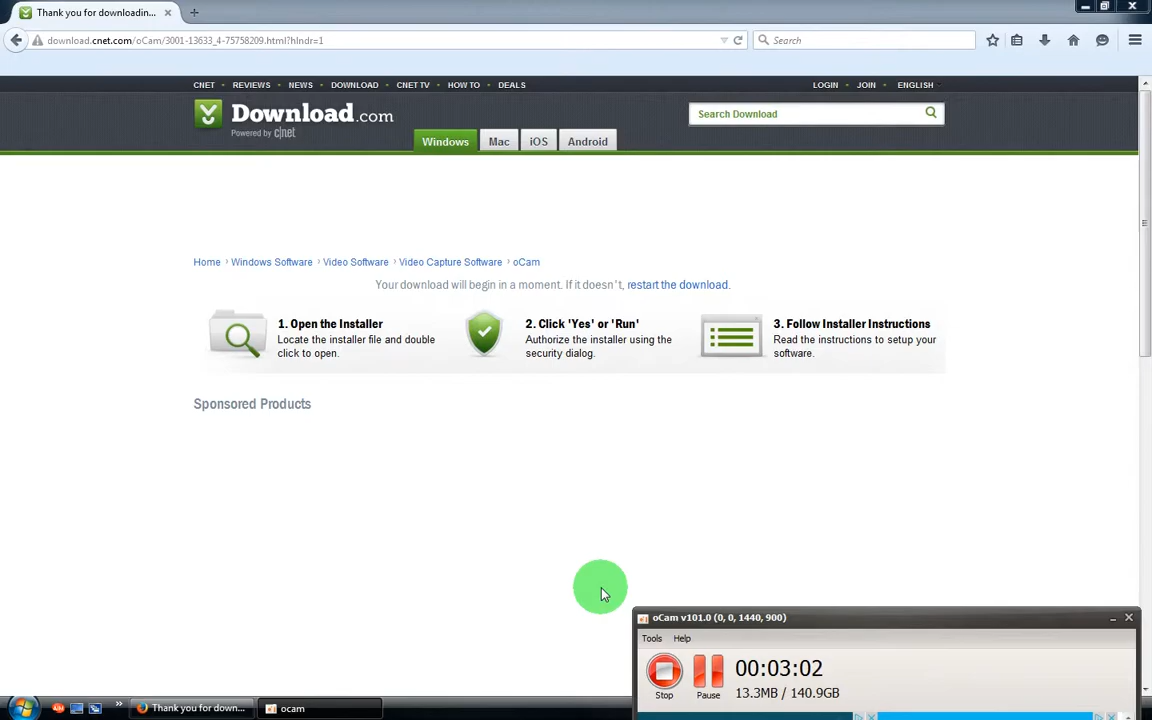 Thank you for downloadin...
download.cnet.com/oCam/3001-13633_4-75758209.html?hlndr=1
Search
CNET REVIEWS NEWS DOWNLOAD CNET TV HOW TO DEALS
LOGIN JOIN ENGLISH
Download.com
Powered by c|net
Search Download
Windows Mac iOS Android
Home › Windows Software › Video Software › Video Capture Software › oCam
Your download will begin in a moment. If it doesn't, restart the download.
1. Open the Installer
Locate the installer file and double
click to open.
2. Click 'Yes' or 'Run'
Authorize the installer using the
security dialog.
3. Follow Installer Instructions
Read the instructions to setup your
software.
Sponsored Products
oCam v101.0 (0, 0, 1440, 900)
Tools Help
00:03:02
13.3MB / 140.9GB
Stop Pause
Thank you for down...
ocam